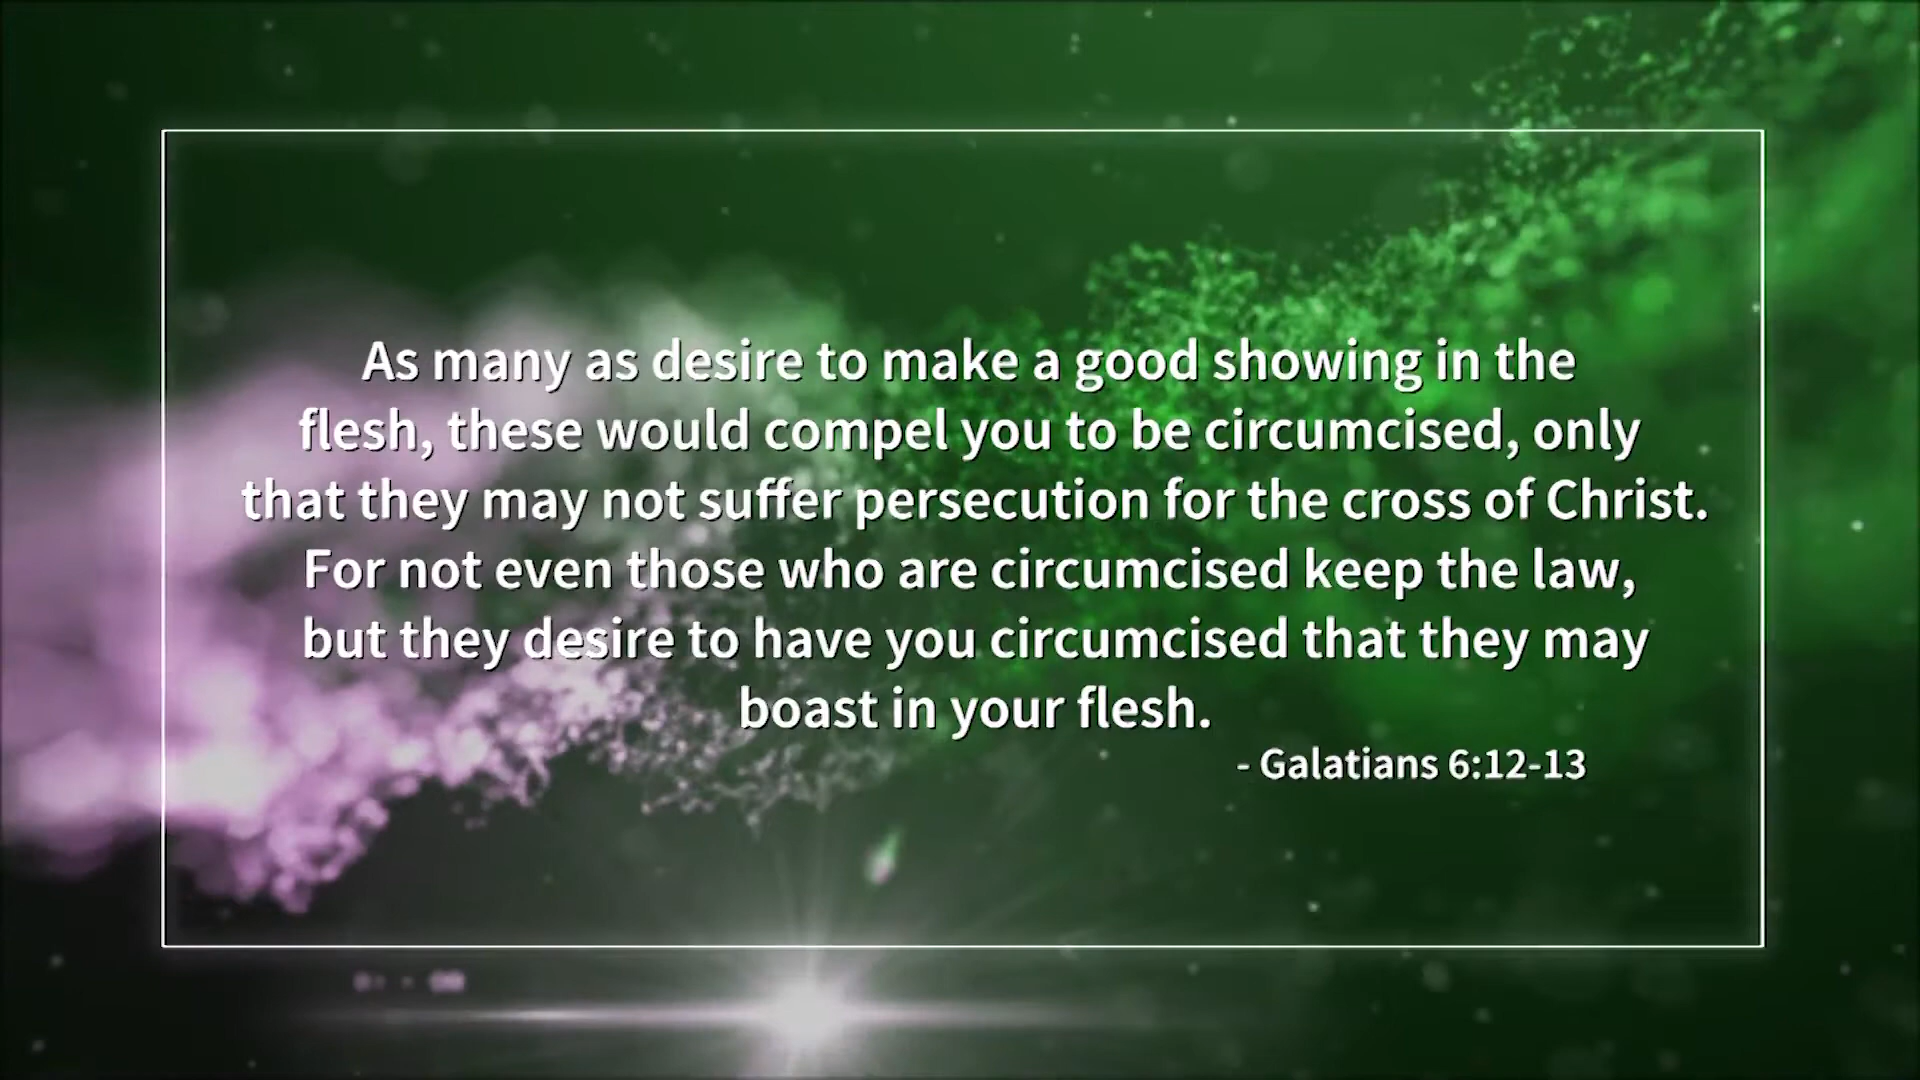 As many as desire to make a good showing in the
flesh, these would compel you to be circumcised, only
that they may not suffer persecution for the cross of Christ.
For not even those who are circumcised keep the law,
but they desire to have you circumcised that they may
boast in your flesh.
- Galatians 6:12-13